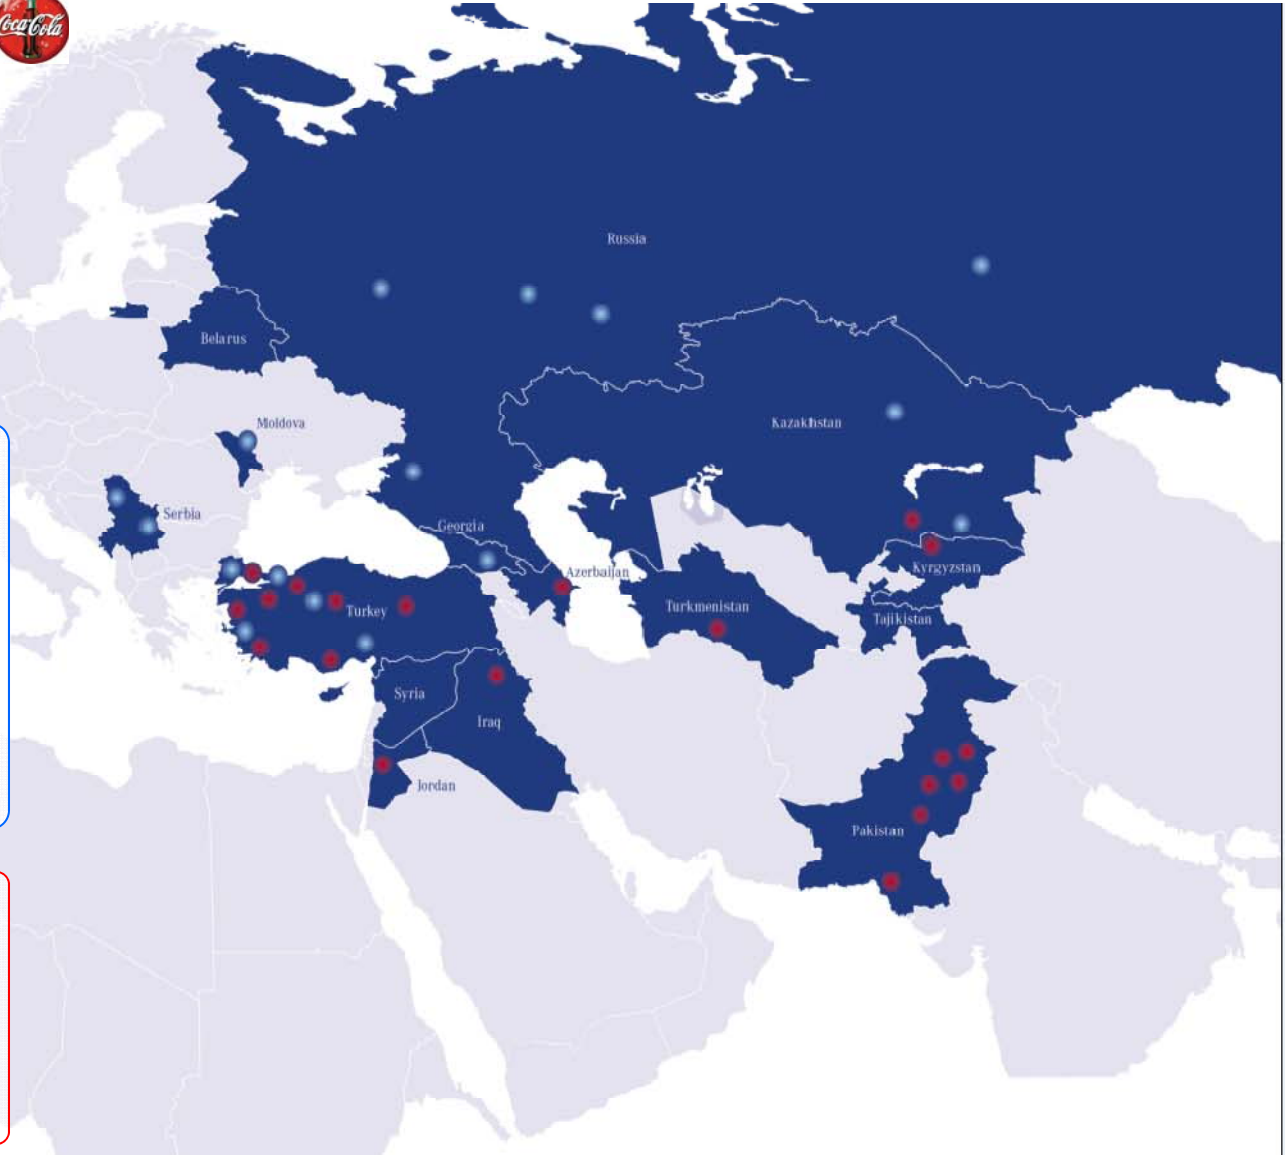 Coca-Cola
Russia
Belarus
Moldova
Kazakhstan
Serbia
Georgia
Azerbaijan
Kyrgyzstan
Turkey
Turkmenistan
Tajikistan
Syria
Iraq
Jordan
Pakistan